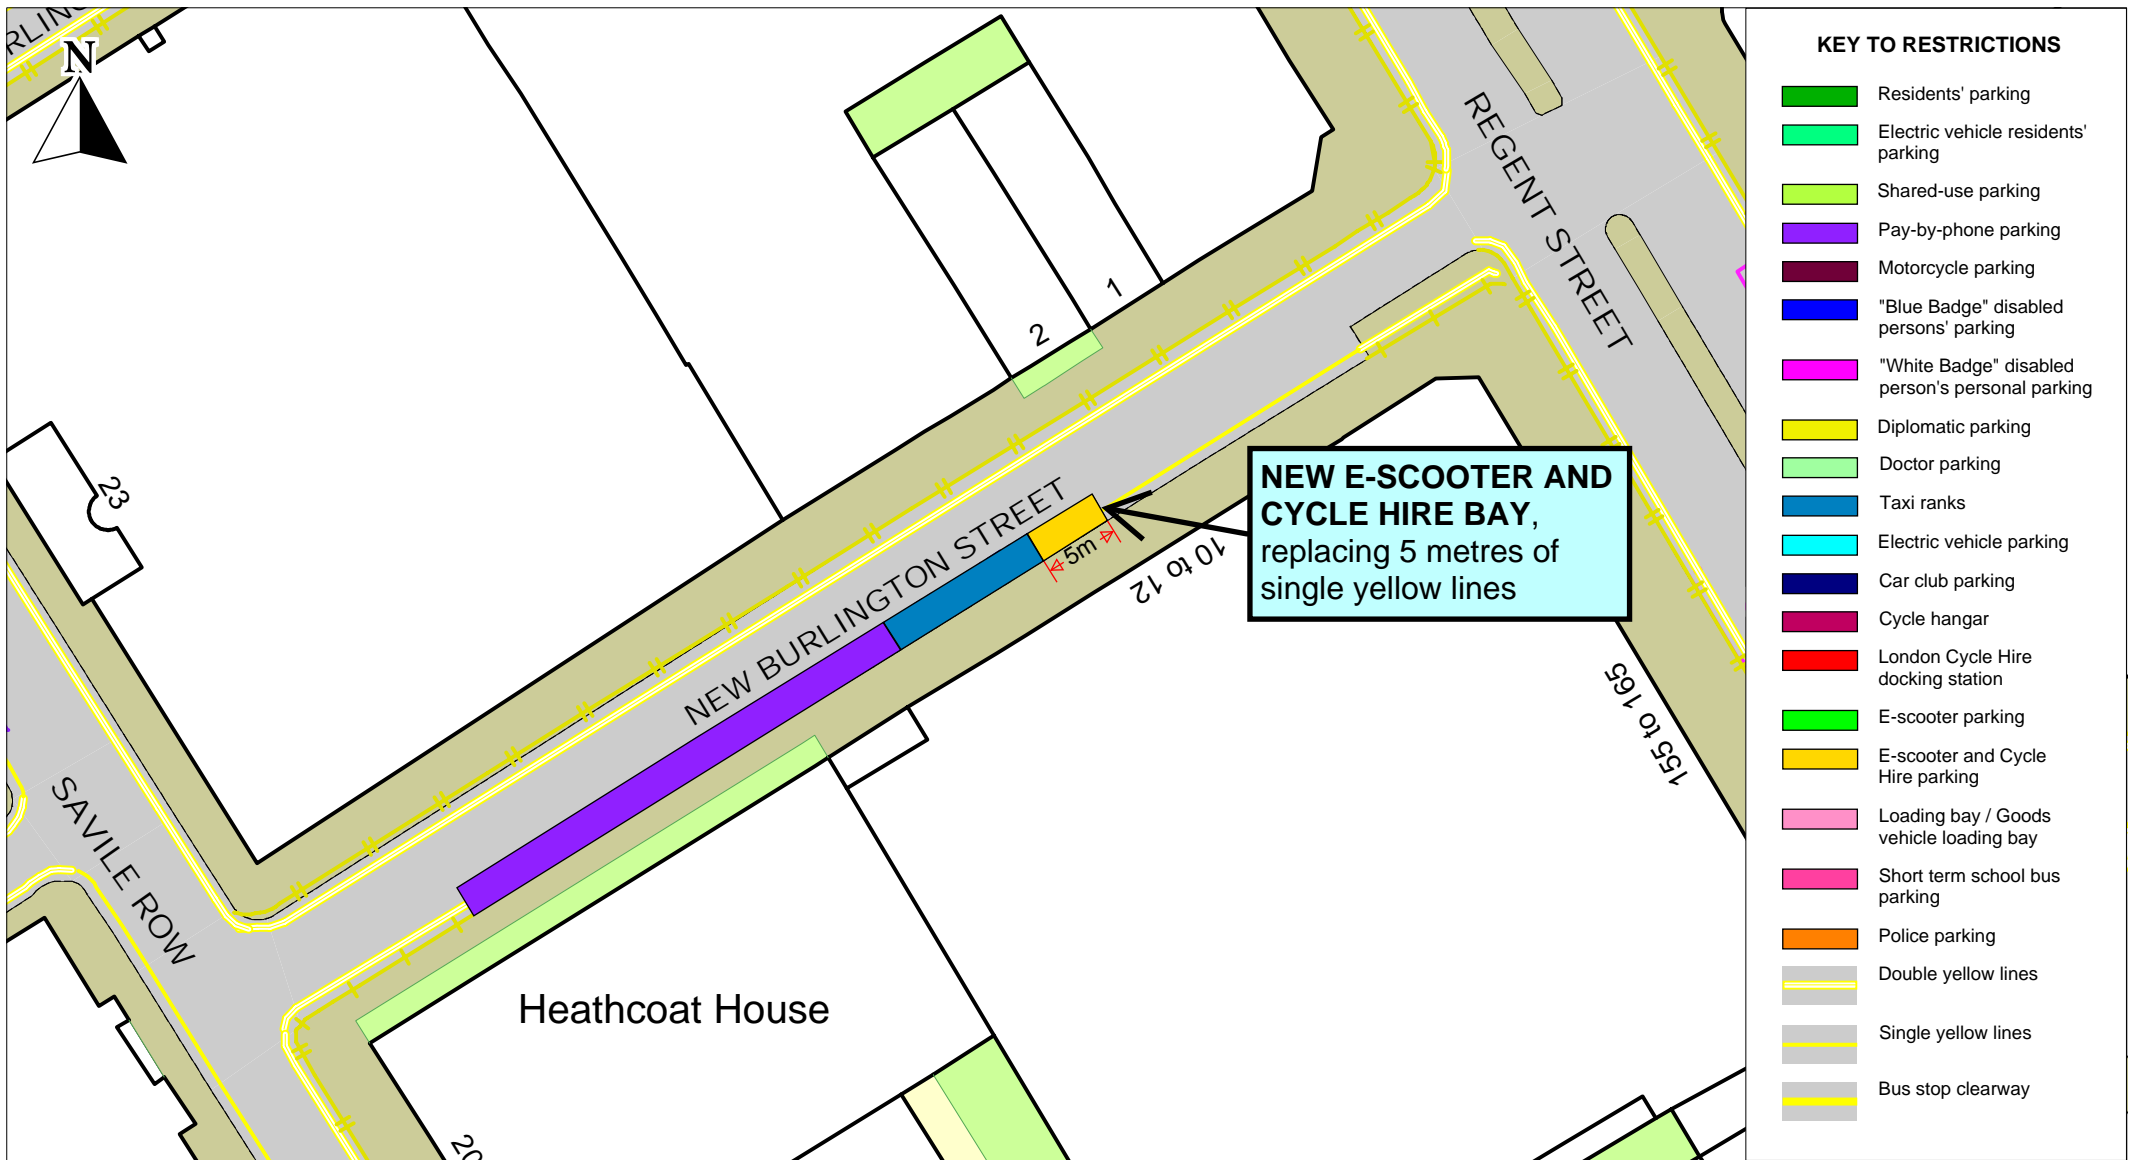 RLING
N
REGENT STREET
1
2
23
NEW BURLINGTON STREET
5m
10 to 12
NEW E-SCOOTER AND
CYCLE HIRE BAY,
replacing 5 metres of
single yellow lines
155 to 165
SAVILE ROW
Heathcoat House
20
KEY TO RESTRICTIONS
Residents' parking
Electric vehicle residents'
parking
Shared-use parking
Pay-by-phone parking
Motorcycle parking
"Blue Badge" disabled
persons' parking
"White Badge" disabled
person's personal parking
Diplomatic parking
Doctor parking
Taxi ranks
Electric vehicle parking
Car club parking
Cycle hangar
London Cycle Hire
docking station
E-scooter parking
E-scooter and Cycle
Hire parking
Loading bay / Goods
vehicle loading bay
Short term school bus
parking
Police parking
Double yellow lines
Single yellow lines
Bus stop clearway